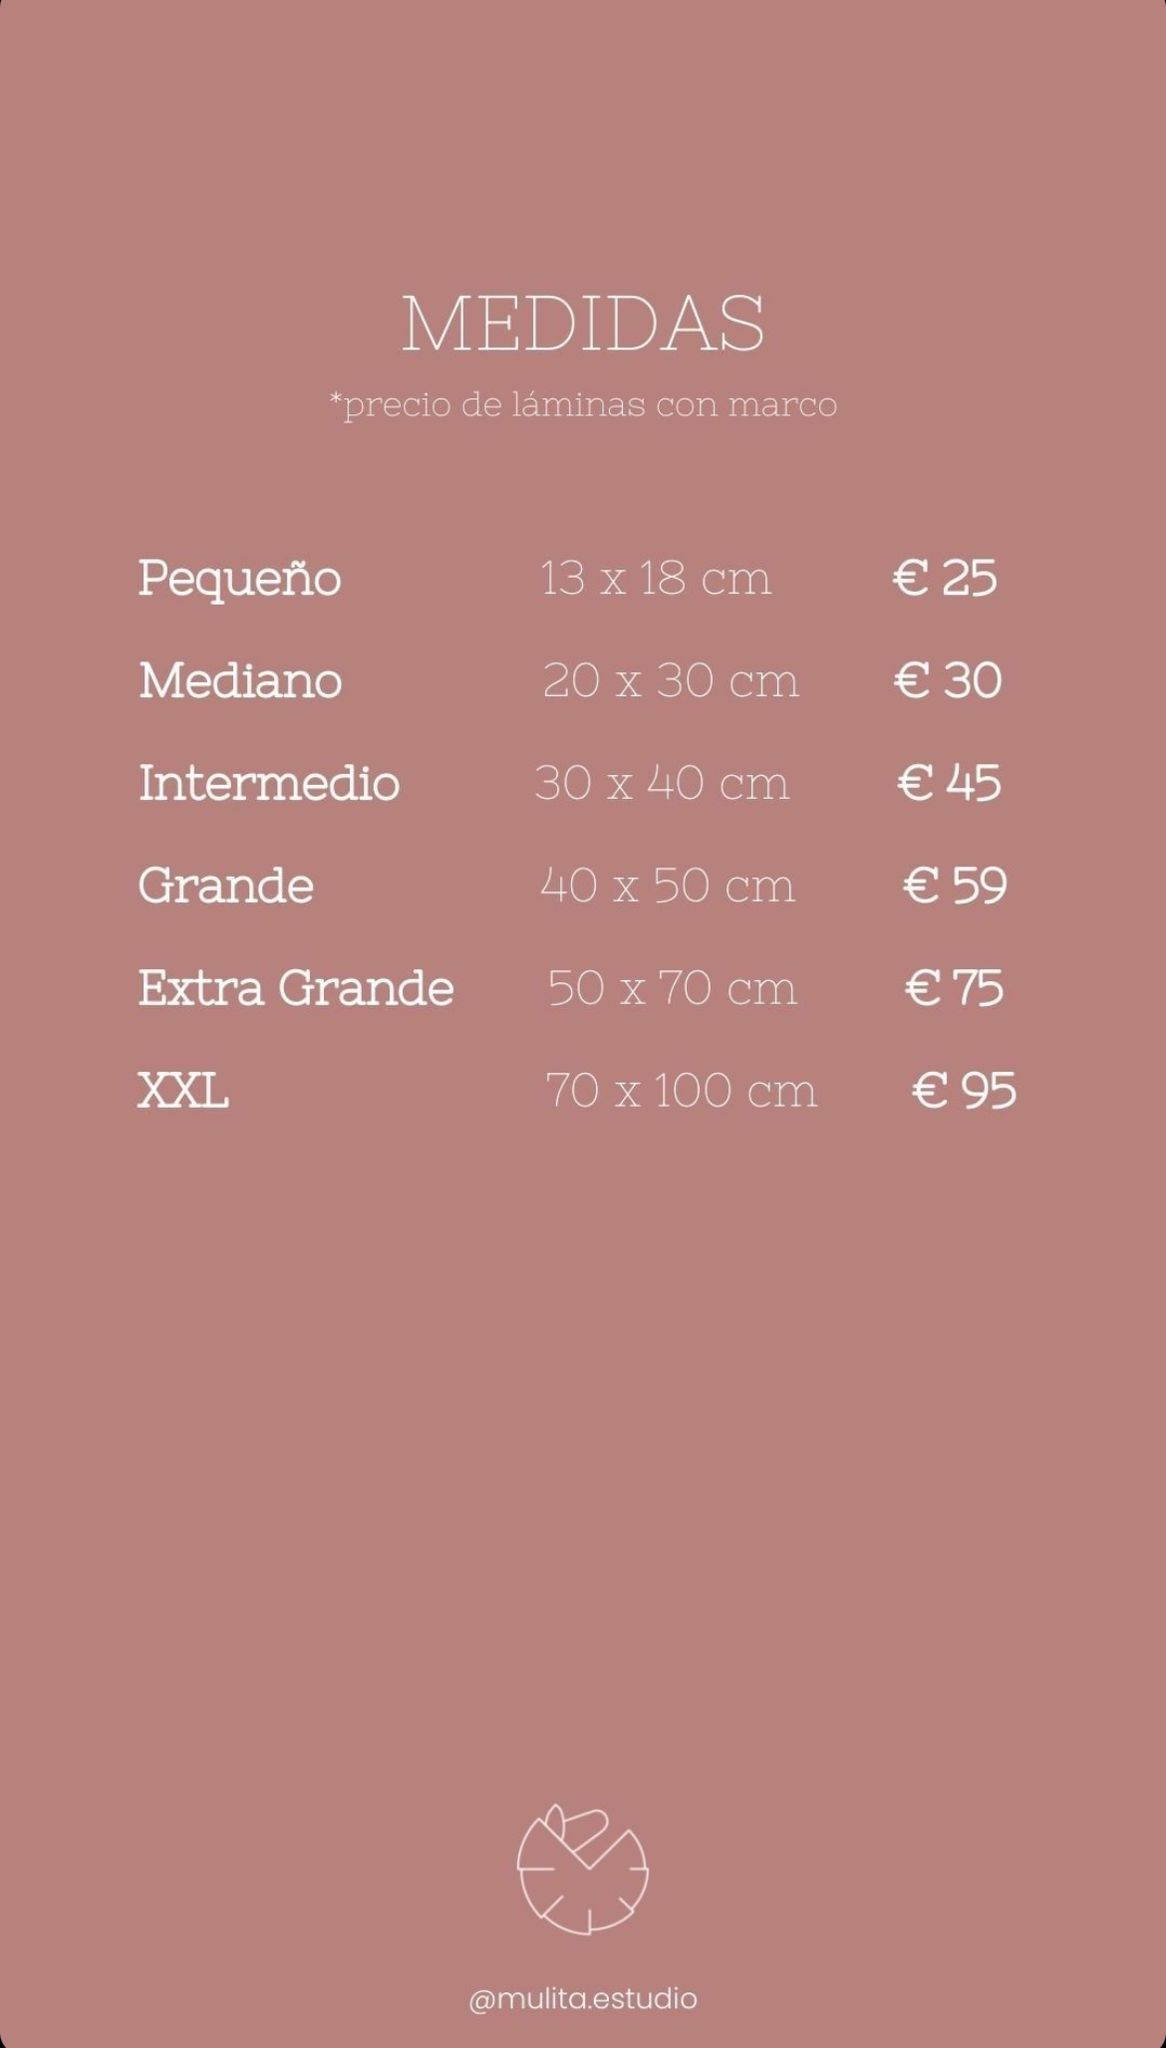 MEDIDAS
*precio de láminas con marco
Pequeño 13 x 18 cm € 25
Mediano 20 x 30 cm € 30
Intermedio 30 x 40 cm € 45
Grande 40 x 50 cm € 59
Extra Grande 50 x 70 cm € 75
XXL 70 x 100 cm € 95
@mulita.estudio